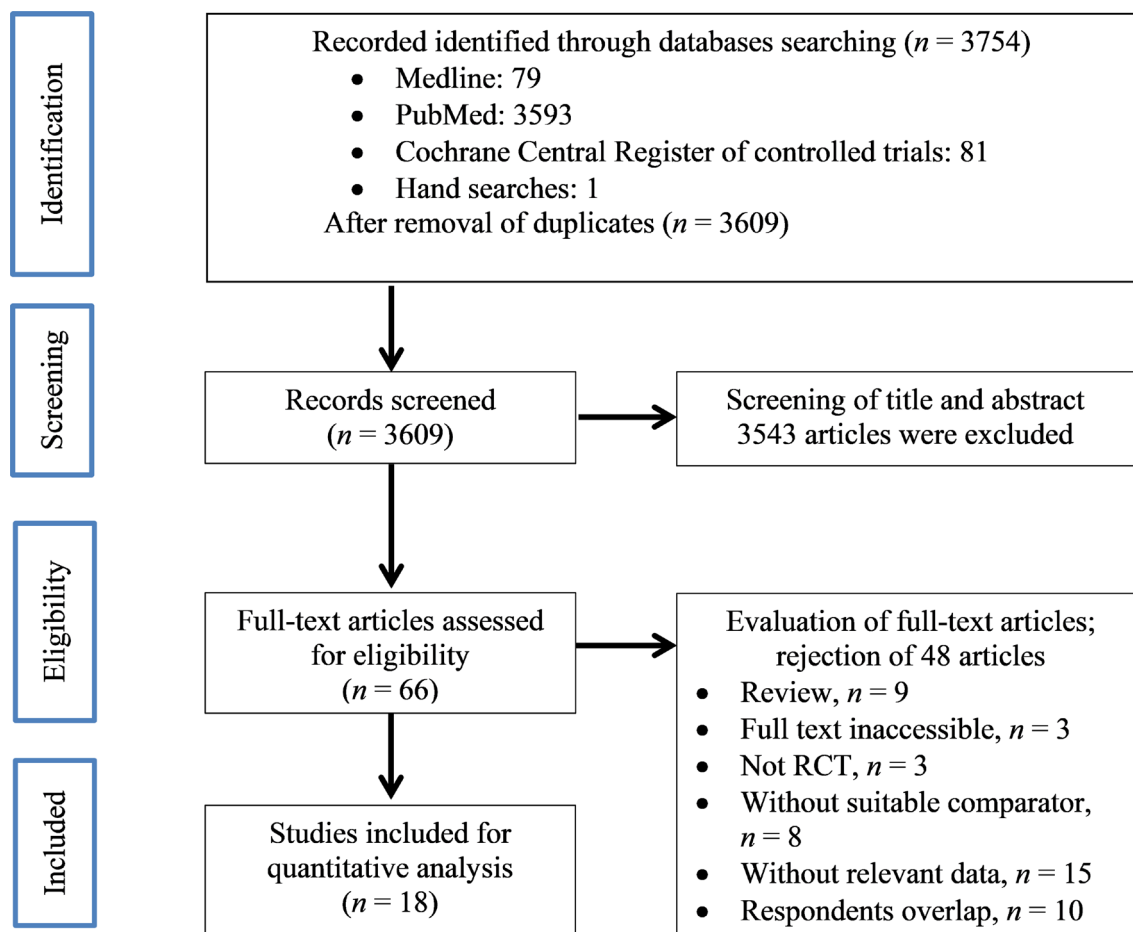 Identification
Recorded identified through databases searching (n = 3754)
• Medline: 79
• PubMed: 3593
• Cochrane Central Register of controlled trials: 81
• Hand searches: 1
After removal of duplicates (n = 3609)
Screening
Records screened
(n = 3609)
Screening of title and abstract
3543 articles were excluded
Eligibility
Full-text articles assessed
for eligibility
(n = 66)
Evaluation of full-text articles;
rejection of 48 articles
• Review, n = 9
• Full text inaccessible, n = 3
• Not RCT, n = 3
• Without suitable comparator,
n = 8
• Without relevant data, n = 15
• Respondents overlap, n = 10
Included
Studies included for
quantitative analysis
(n = 18)